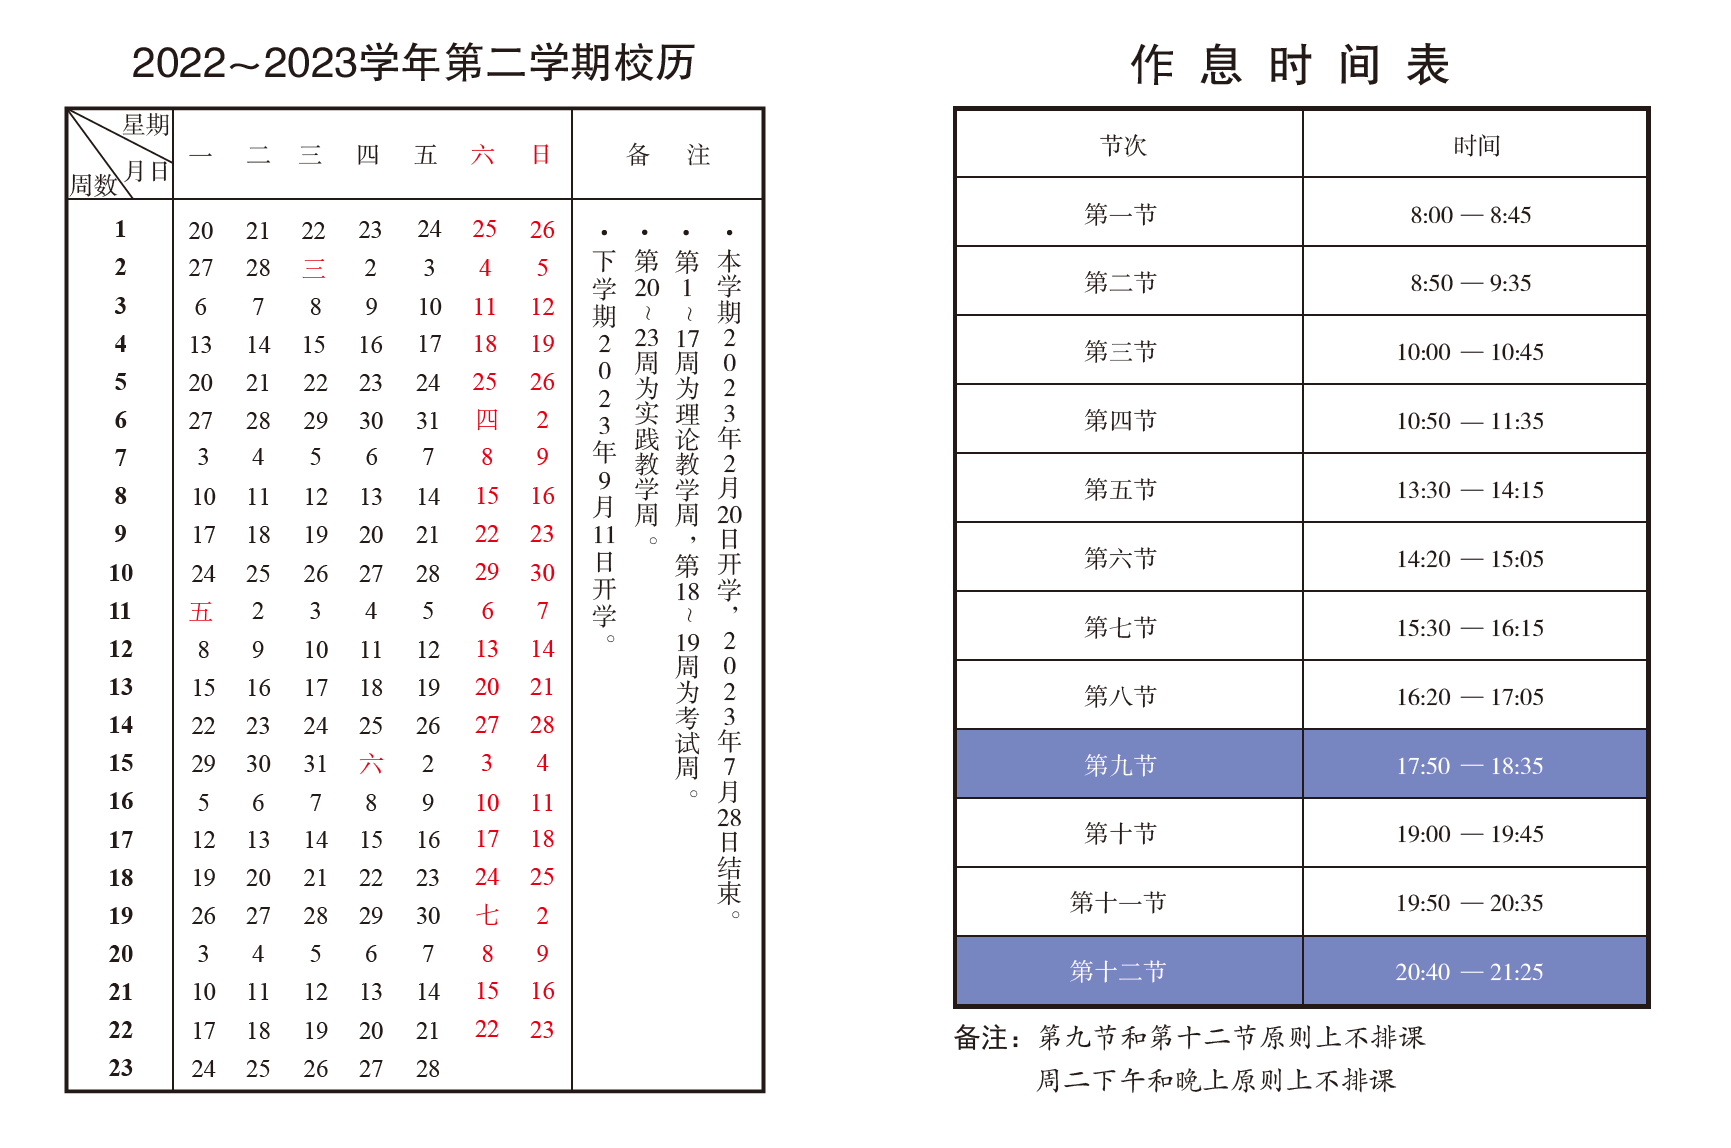 2022～2023学年第二学期校历
星期
月日
周数
一 二 三 四 五 六 日 备 注
1 20 21 22 23 24 25 26
2 27 28 三 2 3 4 5
3 6 7 8 9 10 11 12
4 13 14 15 16 17 18 19
5 20 21 22 23 24 25 26
6 27 28 29 30 31 四 2
7 3 4 5 6 7 8 9
8 10 11 12 13 14 15 16
9 17 18 19 20 21 22 23
10 24 25 26 27 28 29 30
11 五 2 3 4 5 6 7
12 8 9 10 11 12 13 14
13 15 16 17 18 19 20 21
14 22 23 24 25 26 27 28
15 29 30 31 六 2 3 4
16 5 6 7 8 9 10 11
17 12 13 14 15 16 17 18
18 19 20 21 22 23 24 25
19 26 27 28 29 30 七 2
20 3 4 5 6 7 8 9
21 10 11 12 13 14 15 16
22 17 18 19 20 21 22 23
23 24 25 26 27 28
·本学期2023年2月20日开学，2023年7月28日结束。
·第1～17周为理论教学周，第18～19周为考试周。
·第20～23周为实践教学周。
·下学期2023年9月11日开学。
作息时间表
节次 时间
第一节 8:00 — 8:45
第二节 8:50 — 9:35
第三节 10:00 — 10:45
第四节 10:50 — 11:35
第五节 13:30 — 14:15
第六节 14:20 — 15:05
第七节 15:30 — 16:15
第八节 16:20 — 17:05
第九节 17:50 — 18:35
第十节 19:00 — 19:45
第十一节 19:50 — 20:35
第十二节 20:40 — 21:25
备注：第九节和第十二节原则上不排课
周二下午和晚上原则上不排课